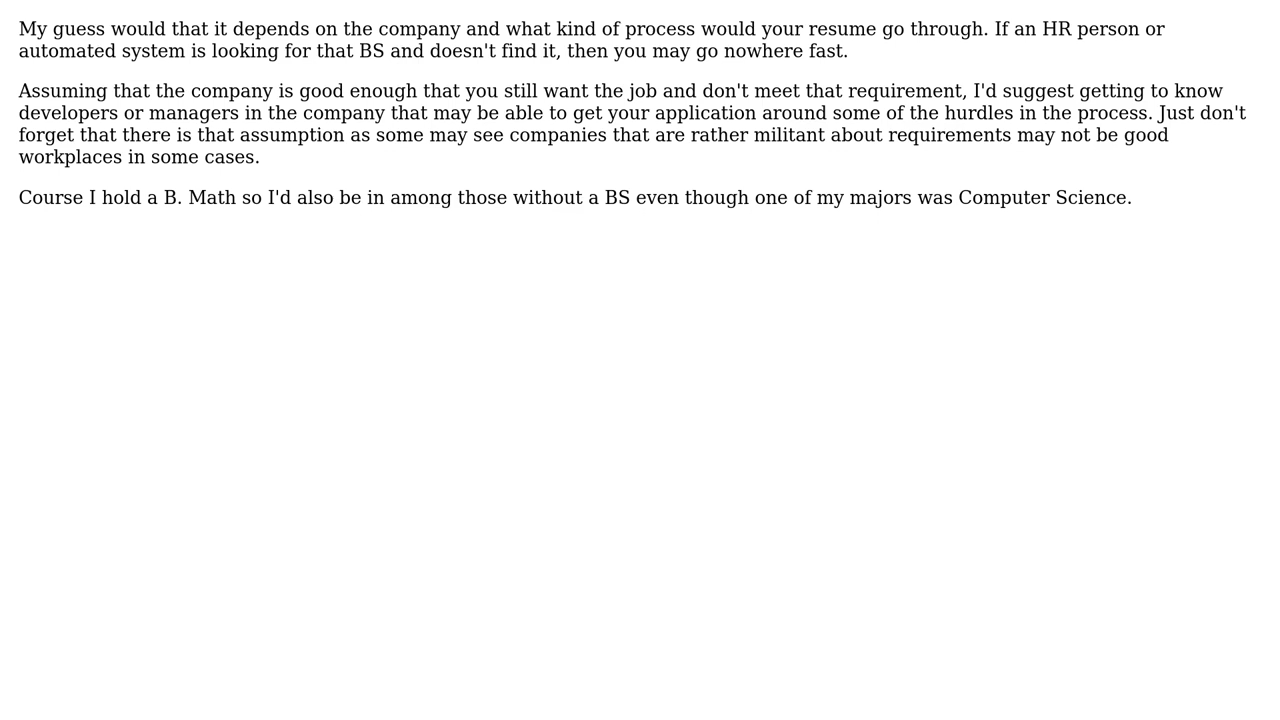 My guess would that it depends on the company and what kind of process would your resume go through. If an HR person or
automated system is looking for that BS and doesn't find it, then you may go nowhere fast.
Assuming that the company is good enough that you still want the job and don't meet that requirement, I'd suggest getting to know
developers or managers in the company that may be able to get your application around some of the hurdles in the process. Just don't
forget that there is that assumption as some may see companies that are rather militant about requirements may not be good
workplaces in some cases.
Course I hold a B. Math so I'd also be in among those without a BS even though one of my majors was Computer Science.